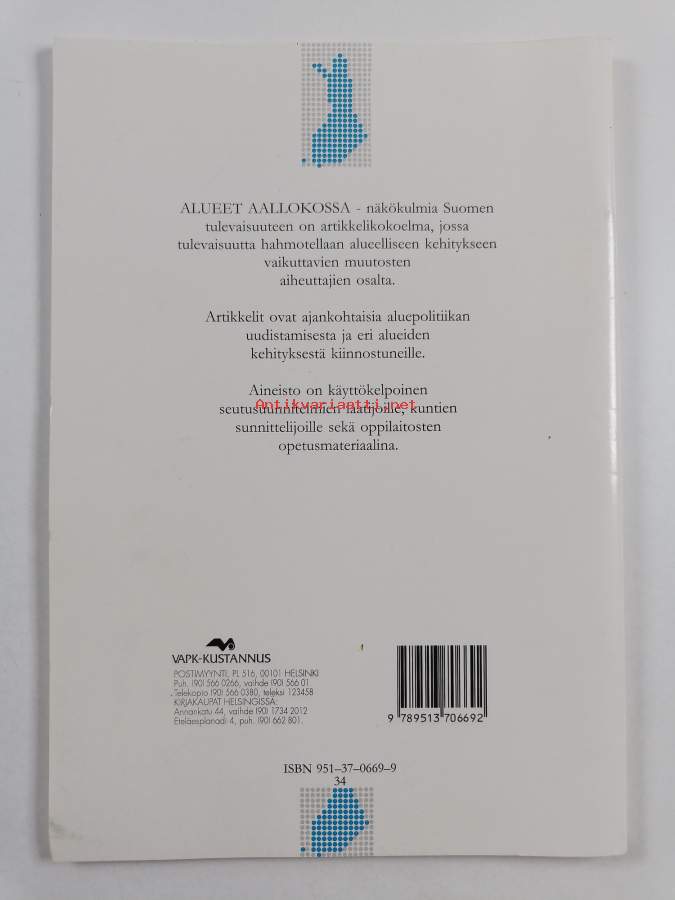 ALUEET AALLOKOSSA - näkökulmia Suomen
tulevaisuuteen on artikkelikokoelma, jossa
tulevaisuutta hahmotellaan alueelliseen kehitykseen
vaikuttavien muutosten
aiheuttajien osalta.
Artikkelit ovat ajankohtaisia aluepolitiikan
uudistamisesta ja eri alueiden
kehityksestä kiinnostuneille.
Aineisto on käyttökelpoinen
Antikvariaatti.net
seutusuunnitelmien laatijoille, kuntien
sunnittelijoille sekä oppilaitosten
opetusmateriaalina.
VAPK-KUSTANNUS
POSTIMYYNTI, PL 516, 00101 HELSINKI
Puh. (90) 566 0266, vaihde (90) 566 01
Telekopio (90) 566 0380, teleksi 123458
KIRJAKAUPAT HELSINGISSÄ:
Annankatu 44, vaihde (90) 1734 2012
Eteläesplanadi 4, puh. (90) 662 801.
9 789513 706692
ISBN 951–37–0669–9
34